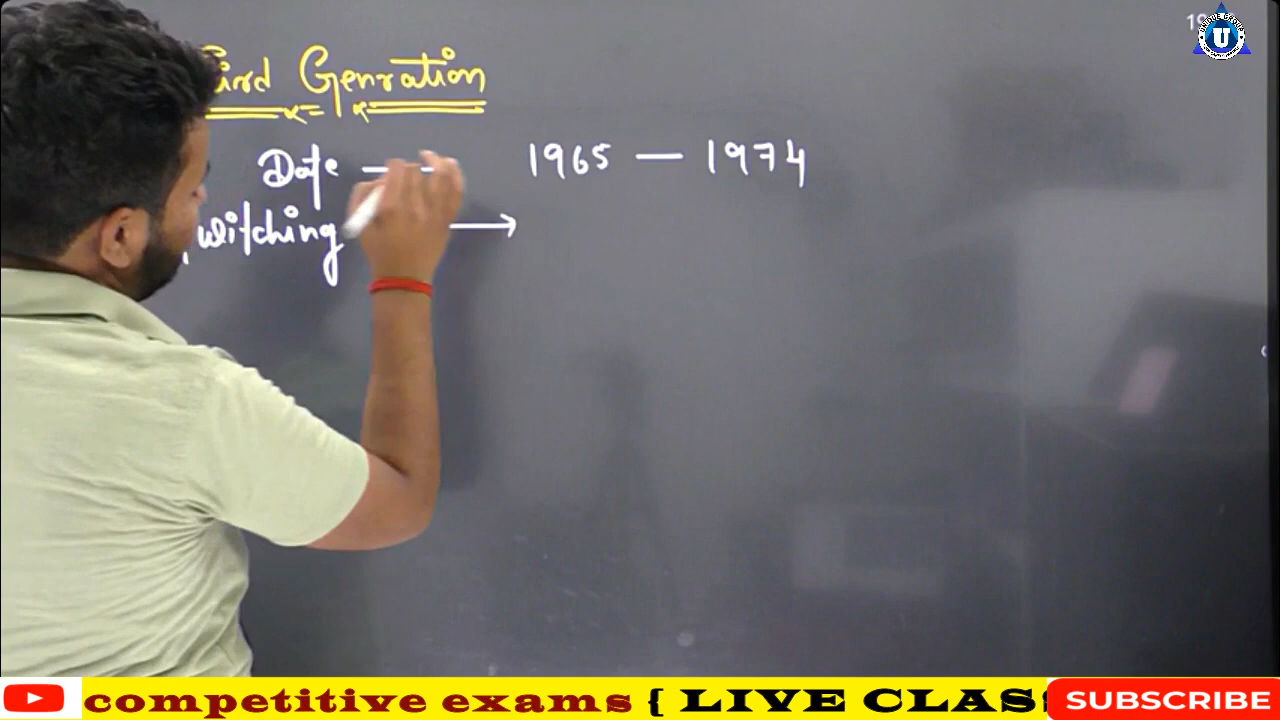 Genration
Date — 1965 — 1974
witching →
U
competitive exams { LIVE CLAS
SUBSCRIBE